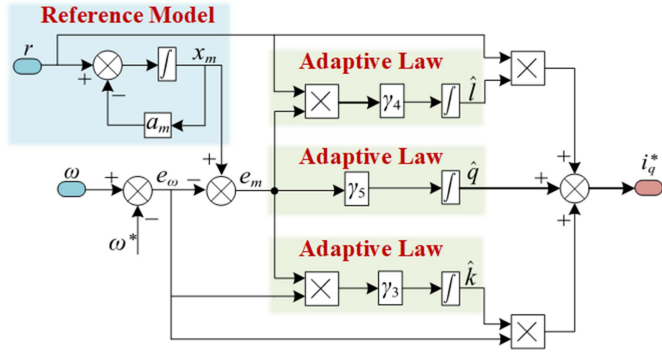 Reference Model
r
+
−
∫
x_m
a_m
Adaptive Law
×
γ_4
∫
l̂
×
+
ω
+
−
ω*
e_ω
−
+
e_m
Adaptive Law
γ_5
∫
q̂
+
+
+
i_q*
Adaptive Law
×
γ_3
∫
k̂
×